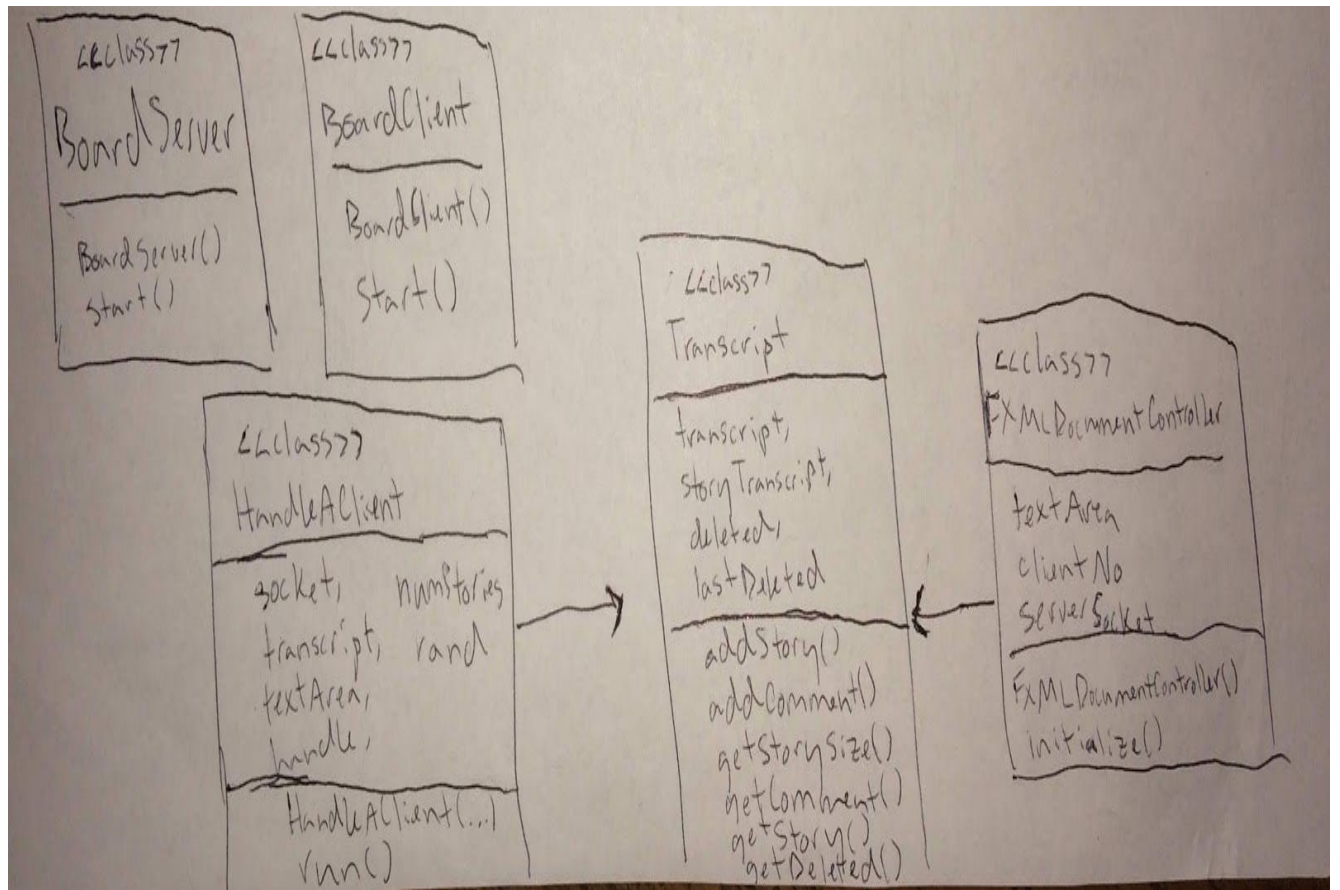 <<class>>
BoardServer
BoardServer()
start()
<<class>>
BoardClient
BoardClient()
start()
<<class>>
HandleAClient
socket, numStories
transcript, rand
textArea,
handle,
HandleAClient(...)
run()
<<class>>
Transcript
transcript,
storyTranscript,
deleted,
lastDeleted
addStory()
addComment()
getStorySize()
getComment()
getStory()
getDeleted()
<<class>>
FXMLDocumentController
textArea
clientNo
serverSocket
FXMLDocumentController()
initialize()